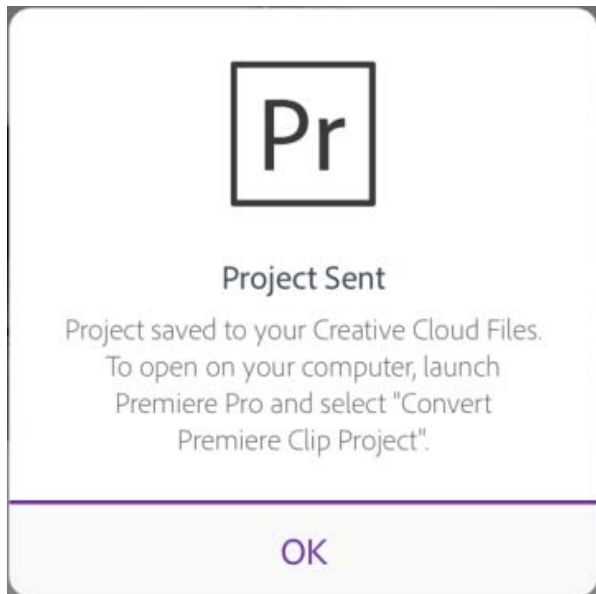 Pr
Project Sent
Project saved to your Creative Cloud Files.
To open on your computer, launch
Premiere Pro and select "Convert
Premiere Clip Project".
OK